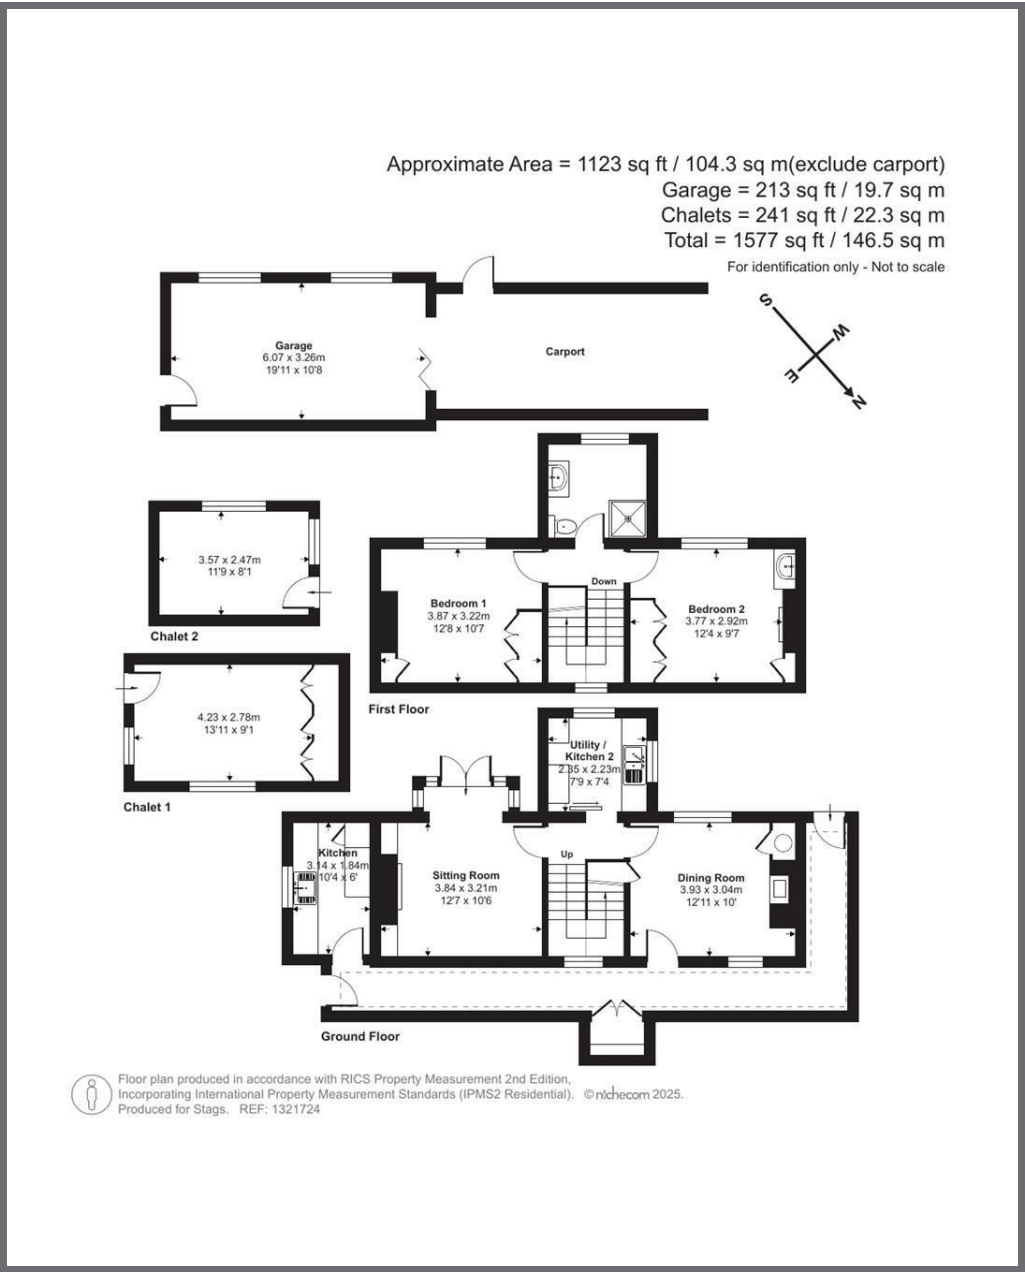 Approximate Area = 1123 sq ft / 104.3 sq m(exclude carport)
Garage = 213 sq ft / 19.7 sq m
Chalets = 241 sq ft / 22.3 sq m
Total = 1577 sq ft / 146.5 sq m
For identification only - Not to scale
S
W
E
N
Garage
6.07 x 3.26m
19'11 x 10'8
Carport
3.57 x 2.47m
11'9 x 8'1
Chalet 2
Down
Bedroom 1
3.87 x 3.22m
12'8 x 10'7
Bedroom 2
3.77 x 2.92m
12'4 x 9'7
First Floor
4.23 x 2.78m
13'11 x 9'1
Chalet 1
Utility /
Kitchen 2
2.35 x 2.23m
7'9 x 7'4
Kitchen
3.14 x 1.84m
10'4 x 6'
Sitting Room
3.84 x 3.21m
12'7 x 10'6
Up
Dining Room
3.93 x 3.04m
12'11 x 10'
Ground Floor
Floor plan produced in accordance with RICS Property Measurement 2nd Edition,
Incorporating International Property Measurement Standards (IPMS2 Residential). © nichecom 2025.
Produced for Stags. REF: 1321724